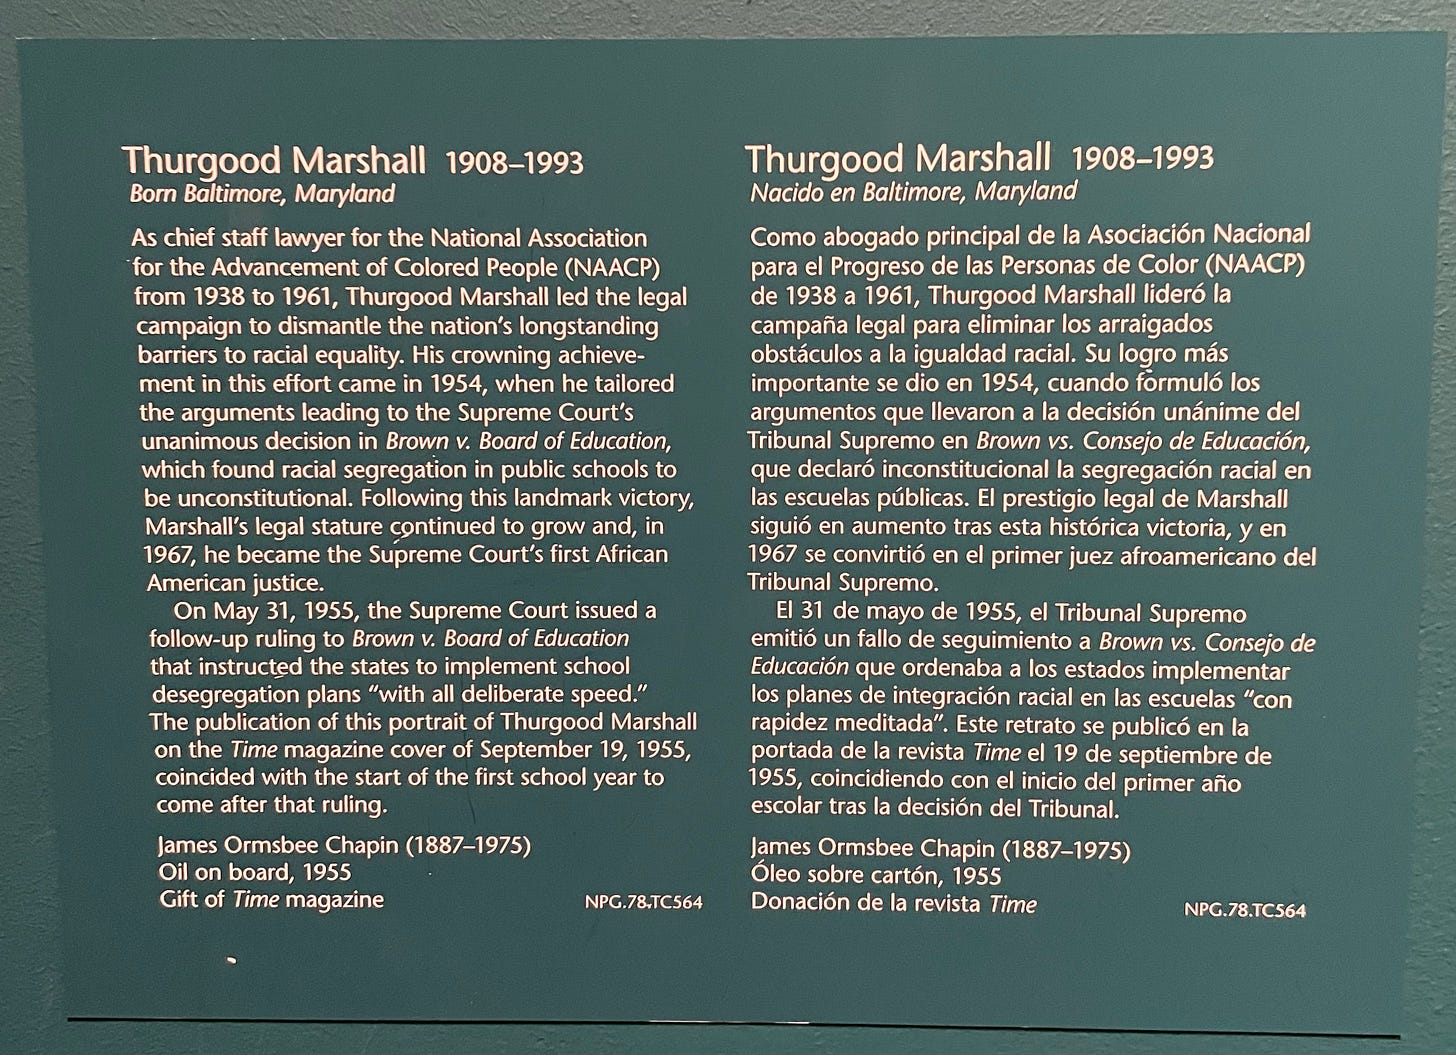 Thurgood Marshall 1908–1993
Born Baltimore, Maryland
As chief staff lawyer for the National Association
for the Advancement of Colored People (NAACP)
from 1938 to 1961, Thurgood Marshall led the legal
campaign to dismantle the nation's longstanding
barriers to racial equality. His crowning achieve-
ment in this effort came in 1954, when he tailored
the arguments leading to the Supreme Court's
unanimous decision in Brown v. Board of Education,
which found racial segregation in public schools to
be unconstitutional. Following this landmark victory,
Marshall's legal stature continued to grow and, in
1967, he became the Supreme Court's first African
American justice.
On May 31, 1955, the Supreme Court issued a
follow-up ruling to Brown v. Board of Education
that instructed the states to implement school
desegregation plans “with all deliberate speed.”
The publication of this portrait of Thurgood Marshall
on the Time magazine cover of September 19, 1955,
coincided with the start of the first school year to
come after that ruling.
James Ormsbee Chapin (1887–1975)
Oil on board, 1955
Gift of Time magazine NPG.78.TC564
Thurgood Marshall 1908–1993
Nacido en Baltimore, Maryland
Como abogado principal de la Asociación Nacional
para el Progreso de las Personas de Color (NAACP)
de 1938 a 1961, Thurgood Marshall lideró la
campaña legal para eliminar los arraigados
obstáculos a la igualdad racial. Su logro más
importante se dio en 1954, cuando formuló los
argumentos que llevaron a la decisión unánime del
Tribunal Supremo en Brown vs. Consejo de Educación,
que declaró inconstitucional la segregación racial en
las escuelas públicas. El prestigio legal de Marshall
siguió en aumento tras esta histórica victoria, y en
1967 se convirtió en el primer juez afroamericano del
Tribunal Supremo.
El 31 de mayo de 1955, el Tribunal Supremo
emitió un fallo de seguimiento a Brown vs. Consejo de
Educación que ordenaba a los estados implementar
los planes de integración racial en las escuelas “con
rapidez meditada”. Este retrato se publicó en la
portada de la revista Time el 19 de septiembre de
1955, coincidiendo con el inicio del primer año
escolar tras la decisión del Tribunal.
James Ormsbee Chapin (1887–1975)
Óleo sobre cartón, 1955
Donación de la revista Time NPG.78.TC564